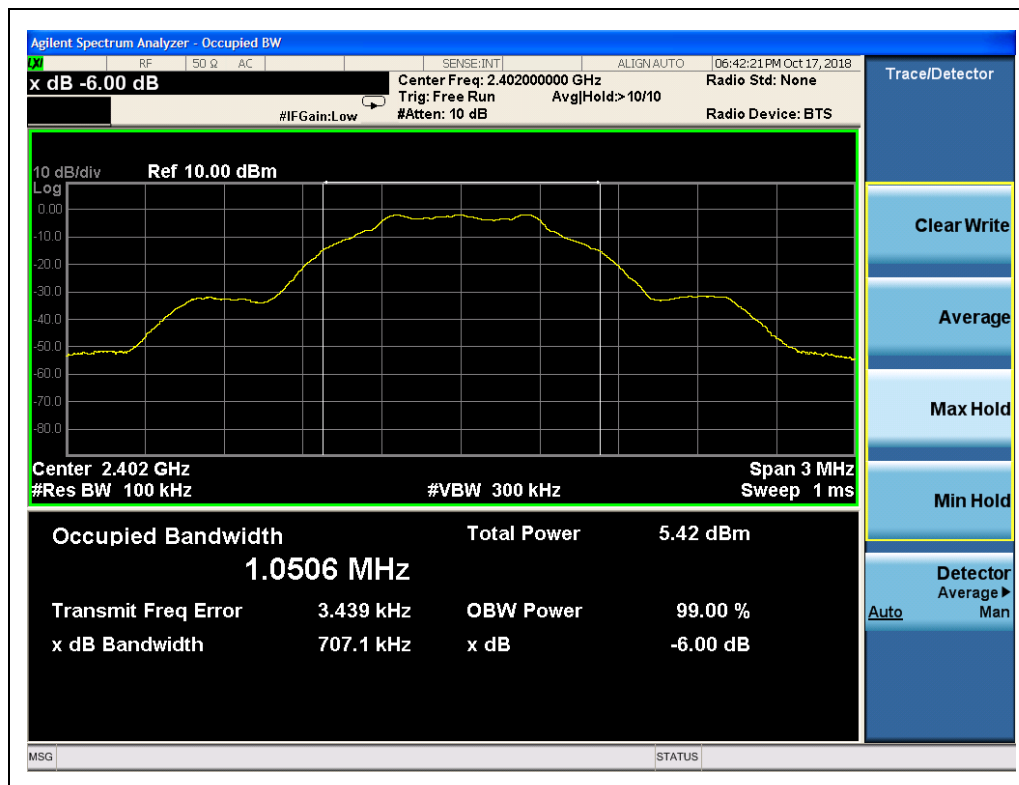 Agilent Spectrum Analyzer - Occupied BW
LXI RF 50 Ω AC SENSE:INT ALIGN AUTO 06:42:21 PM Oct 17, 2018
x dB -6.00 dB
Center Freq: 2.402000000 GHz Radio Std: None
Trig: Free Run Avg|Hold:> 10/10
#IFGain:Low #Atten: 10 dB Radio Device: BTS
Trace/Detector
10 dB/div Ref 10.00 dBm
Log
0.00
-10.0
-20.0
-30.0
-40.0
-50.0
-60.0
-70.0
-80.0
Center 2.402 GHz Span 3 MHz
#Res BW 100 kHz #VBW 300 kHz Sweep 1 ms
Occupied Bandwidth Total Power 5.42 dBm
1.0506 MHz
Transmit Freq Error 3.439 kHz OBW Power 99.00 %
x dB Bandwidth 707.1 kHz x dB -6.00 dB
Clear Write
Average
Max Hold
Min Hold
Detector
Average▶
Auto Man
MSG STATUS